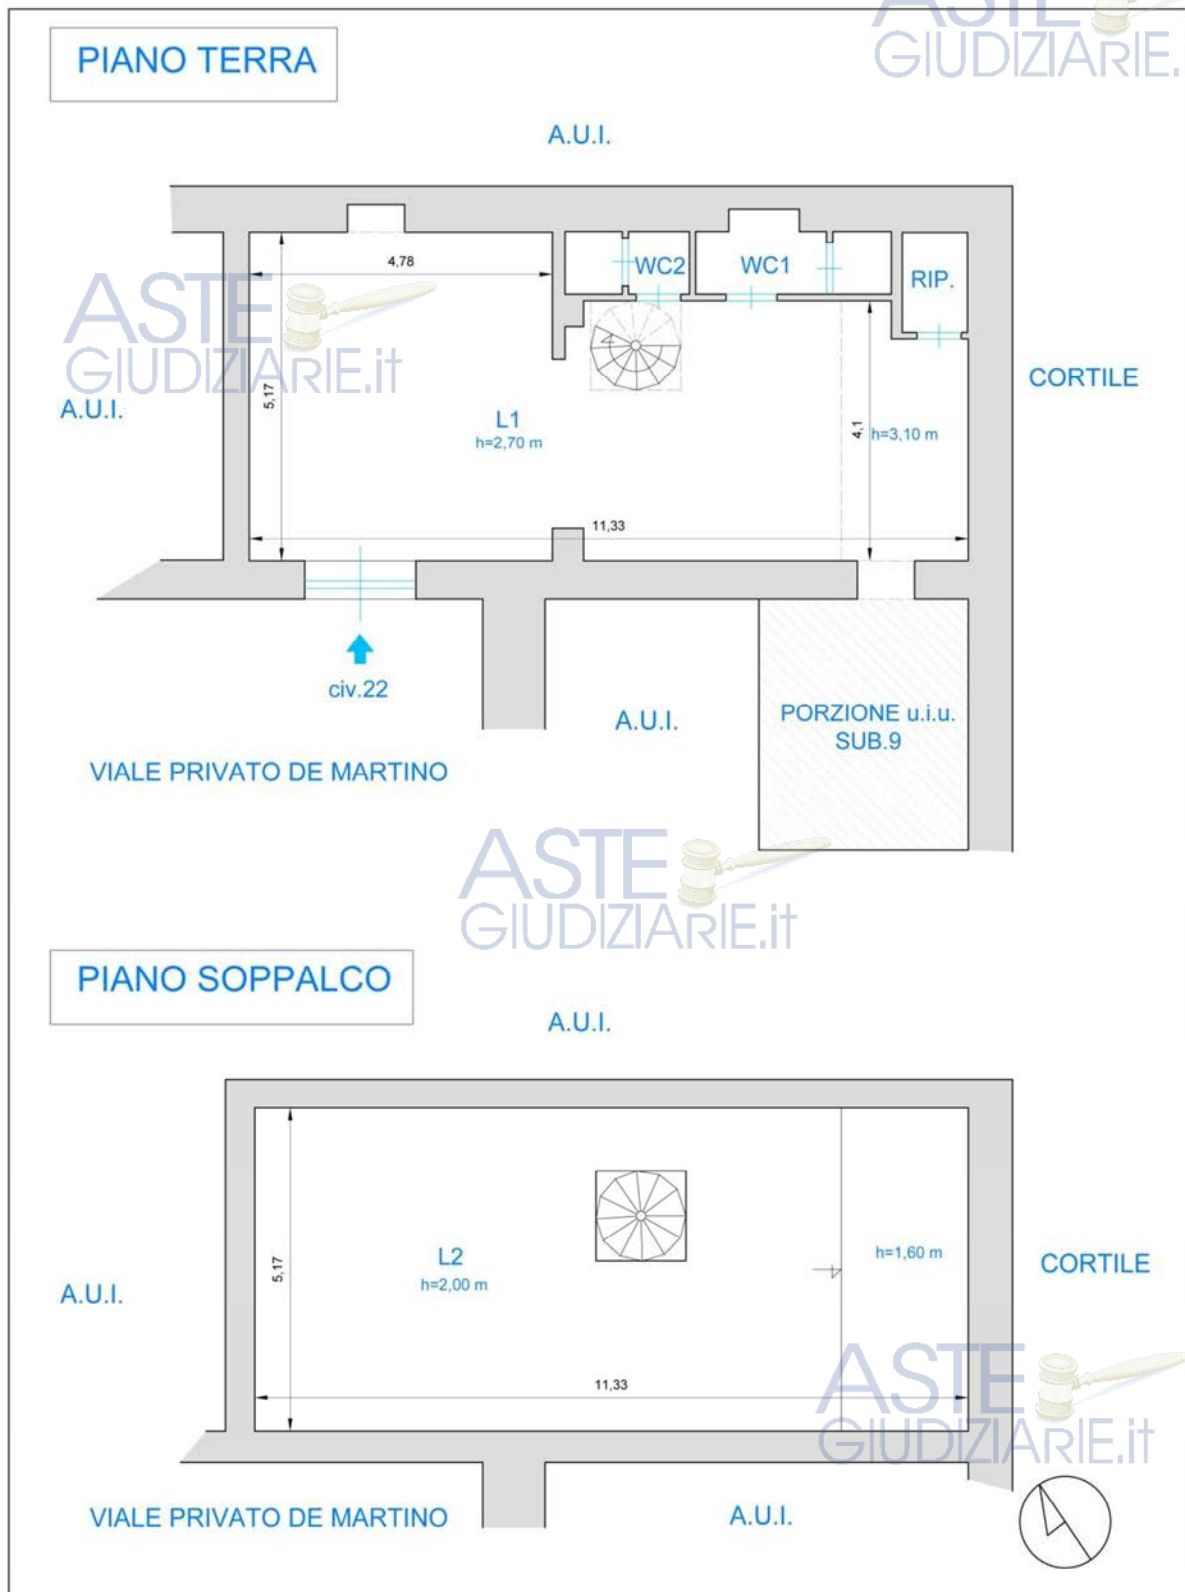 ASTE
GIUDIZIARIE.
PIANO TERRA
A.U.I.
4,78
WC2
WC1
RIP.
ASTE
GIUDIZIARIE.it
CORTILE
A.U.I.
5,17
L1
h=2,70 m
4,1
h=3,10 m
11,33
civ.22
A.U.I.
PORZIONE u.i.u.
SUB.9
VIALE PRIVATO DE MARTINO
ASTE
GIUDIZIARIE.it
PIANO SOPPALCO
A.U.I.
L2
h=2,00 m
h=1,60 m
5,17
CORTILE
A.U.I.
11,33
ASTE
GIUDIZIARIE.it
VIALE PRIVATO DE MARTINO
A.U.I.